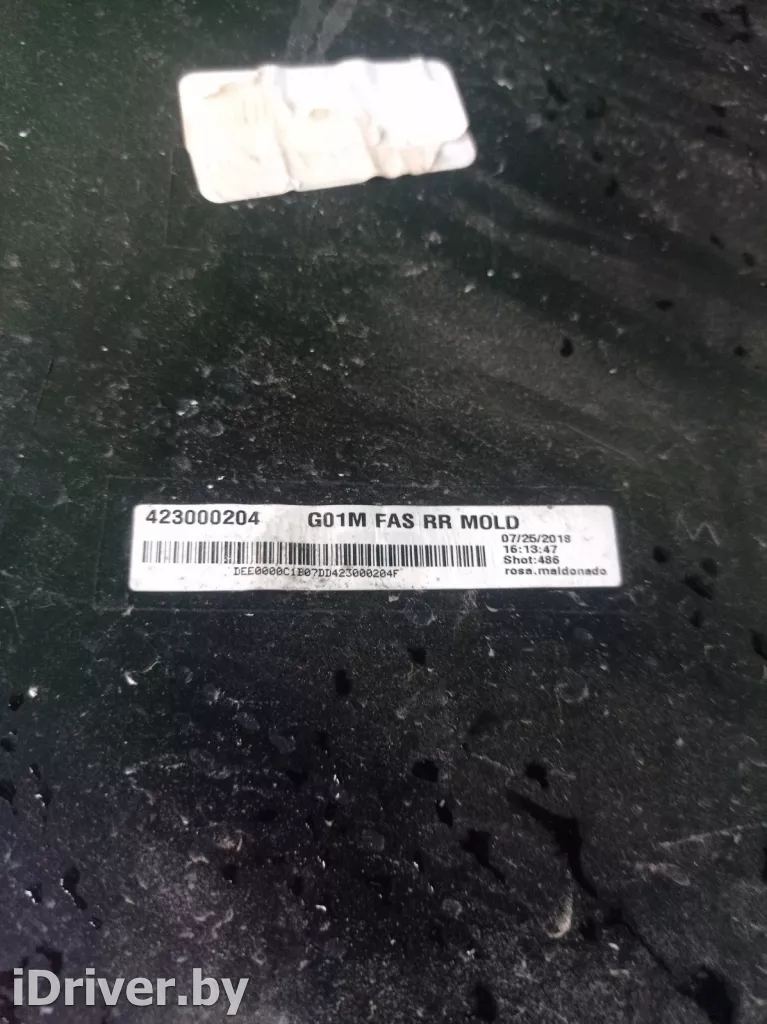 423000204 G01M FAS RR MOLD
07/25/2018
16:13:47
Shot:486
DEE0000C1B07DD423000204F rosa.maldonado
iDriver.by